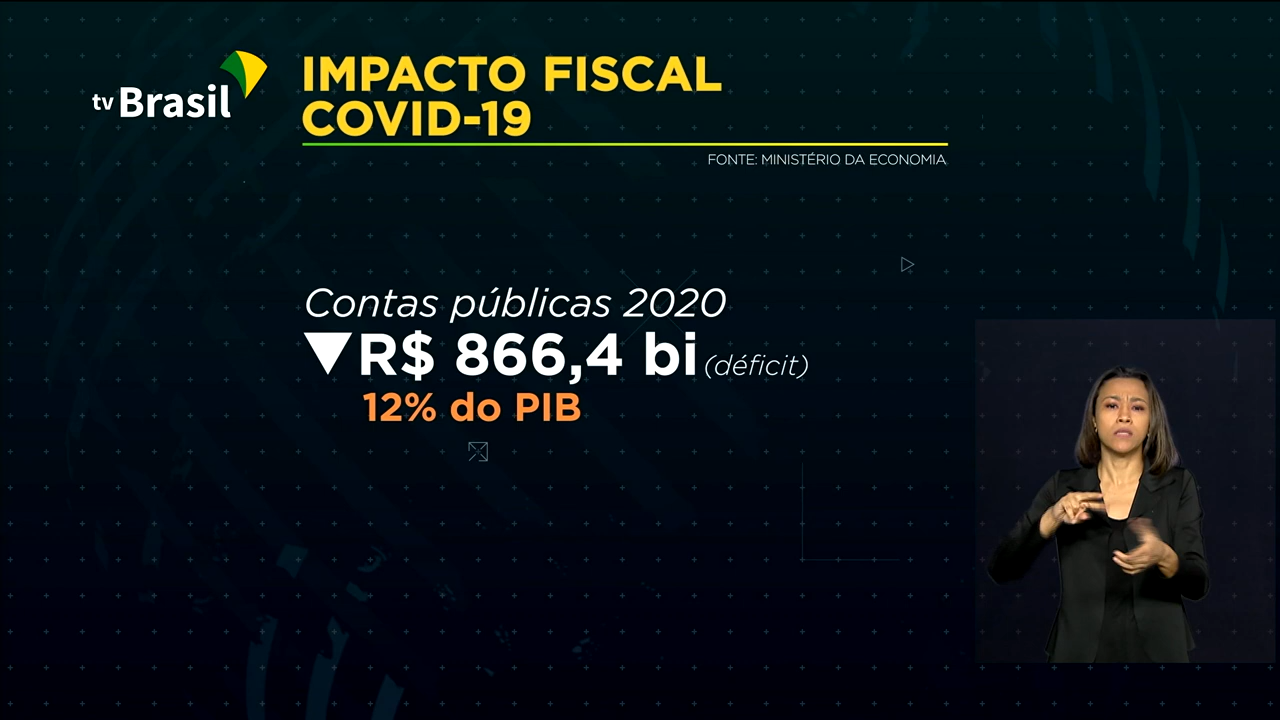 tv Brasil
IMPACTO FISCAL
COVID-19
FONTE: MINISTÉRIO DA ECONOMIA
Contas públicas 2020
▼R$ 866,4 bi (déficit)
12% do PIB